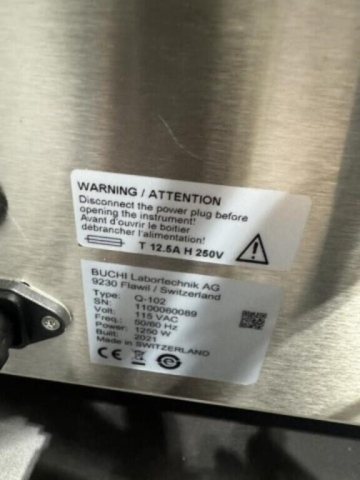 WARNING / ATTENTION
Disconnect the power plug before
opening the instrument!
Avant d'ouvrir le boitier
débrancher l'alimentation!
T 12.5A H 250V
BUCHI Labortechnik AG
9230 Flawil / Switzerland
Type: Q-102
SN: 1100060089
Volt.: 115 VAC
Freq.: 50/60 Hz
Power: 1250 W
Built: 2021
Made in SWITZERLAND
CE